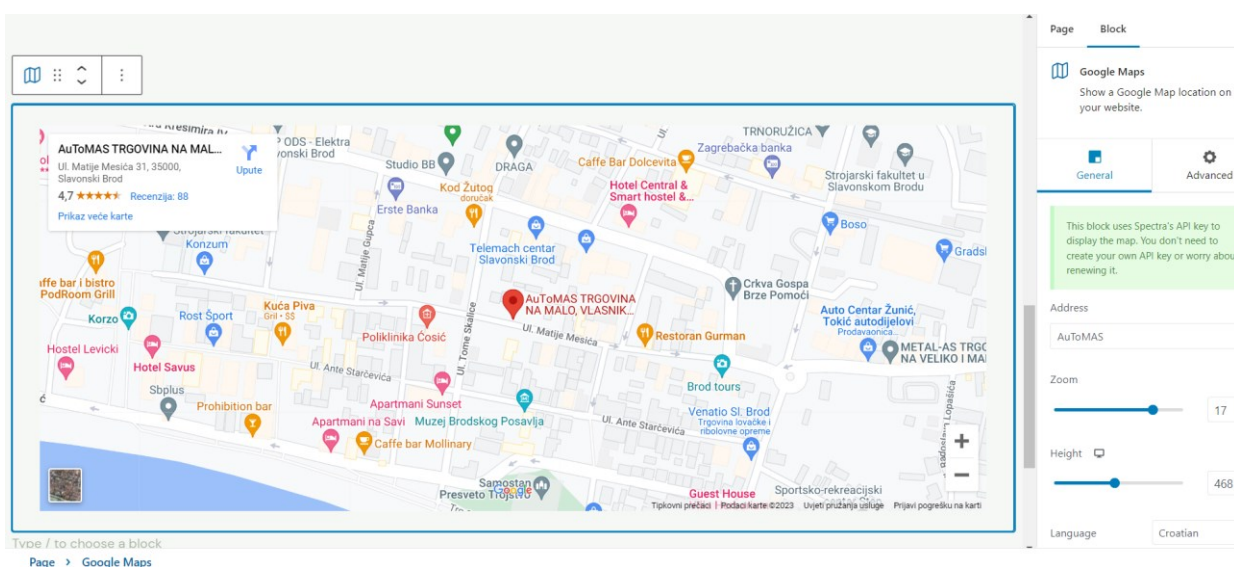 Page Block
Google Maps
Show a Google Map location on
your website.
General Advanced
This block uses Spectra's API key to
display the map. You don't need to
create your own API key or worry
renewing it.
Address
AuToMAS
Zoom
17
Height
468
Language Croatian
AuToMAS TRGOVINA NA MAL...
Ul. Matije Mesića 31, 35000,
Slavonski Brod
4,7 Recenzija: 88
Prikaz veće karte
Upute
ODS - Elektra
Studio BB
DRAGA
Caffe Bar Dolcevita
TRNORUŽICA
Zagrebačka banka
Strojarski fakultet u
Slavonskom Brodu
Kod Žutog
doručak
Erste Banka
Hotel Central &
Smart hostel &...
Boso
Konzum
Ul. Matije Gupca
Telemach centar
Slavonski Brod
Crkva Gospa
Brze Pomoći
bar i bistro
PodRoom Grill
Korzo
Rost Šport
Kuća Piva
Gril • $$
AuToMAS TRGOVINA
NA MALO, VLASNIK...
Ul. Matije Mesića
Poliklinika Ćosić
Ul. Tome Skalice
Restoran Gurman
Auto Centar Žunić,
Tokić autodijelovi
Prodavaonica...
METAL-AS
NA VELIKO I
Hostel Levicki
Hotel Savus
Ul. Ante Starčevića
Sbplus
Prohibition bar
Apartmani Sunset
Apartmani na Savi
Muzej Brodskog Posavlja
Caffe bar Mollinary
Brod tours
Venatio Sl. Brod
Trgovina lovačke i
ribolovne opreme
Ul. Ante Starčevića
Samostan
Presveto
Google
Guest House
Sportsko-rekreacijski
Tipkovni prečaci Podaci karte ©2023 Uvjeti pružanja usluge Prijavi pogrešku na karti
Type / to choose a block
Page > Google Maps